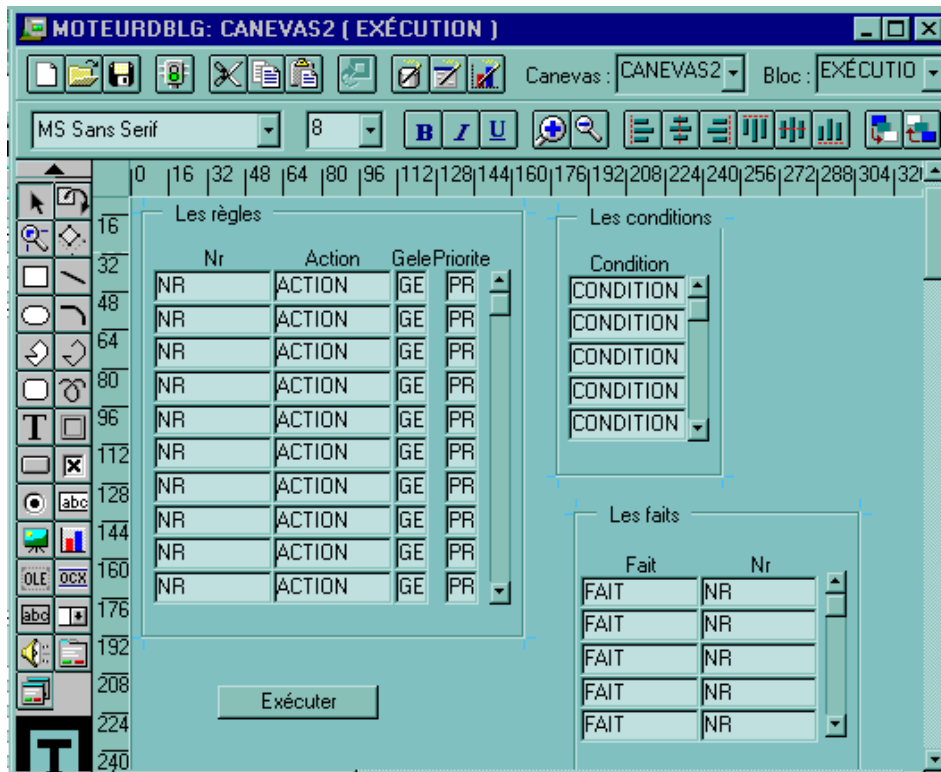 MOTEURDBLG: CANEVAS2 ( EXÉCUTION )
Canevas : CANEVAS2 Bloc : EXÉCUTIO
MS Sans Serif 8 B I U
0 16 32 48 64 80 96 112 128 144 160 176 192 208 224 240 256 272 288 304 32
16
32
48
64
80
96
112
128
144
160
176
192
208
224
240
T
abc
OLE OCX
abc
T
Les règles
Nr Action Gele Priorite
NR ACTION GE PR
NR ACTION GE PR
NR ACTION GE PR
NR ACTION GE PR
NR ACTION GE PR
NR ACTION GE PR
NR ACTION GE PR
NR ACTION GE PR
NR ACTION GE PR
NR ACTION GE PR
Exécuter
Les conditions
Condition
CONDITION
CONDITION
CONDITION
CONDITION
CONDITION
Les faits
Fait Nr
FAIT NR
FAIT NR
FAIT NR
FAIT NR
FAIT NR